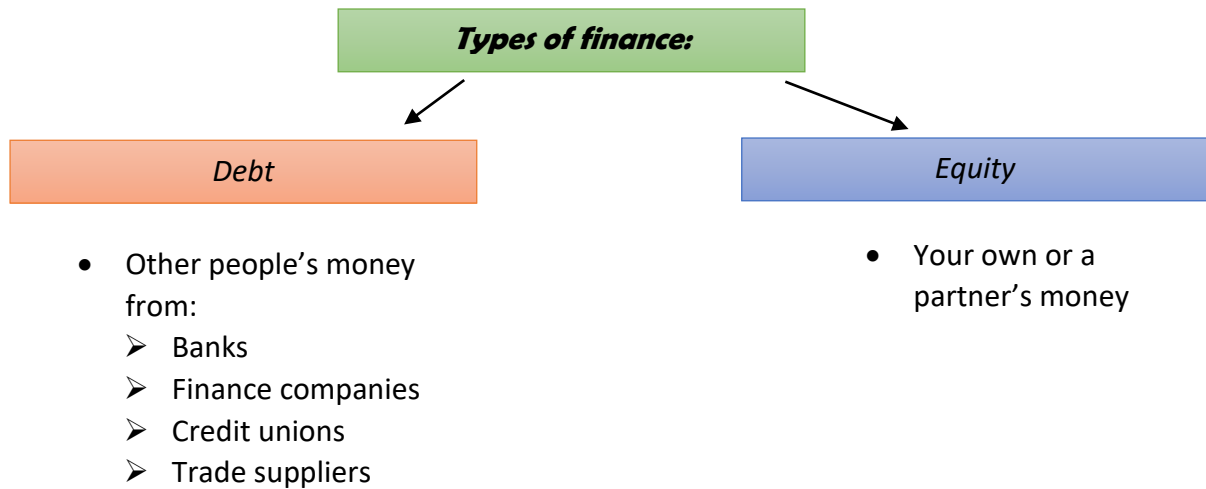 Types of finance:
Debt
Other people’s money
from:
Banks
Finance companies
Credit unions
Trade suppliers
Equity
Your own or a
partner’s money